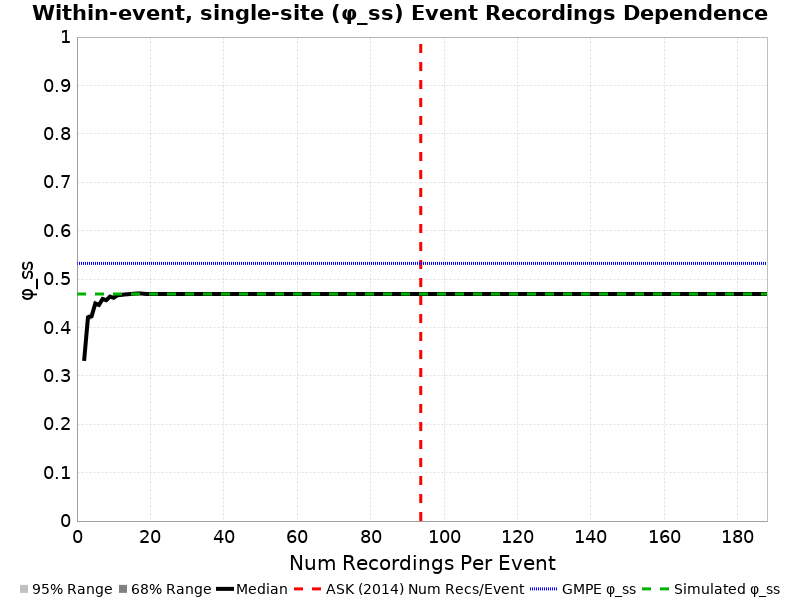 Within-event, single-site (φ_ss) Event Recordings Dependence
1
0.9
0.8
0.7
0.6
0.5
0.4
0.3
0.2
0.1
0
φ_ss
0 20 40 60 80 100 120 140 160 180
Num Recordings Per Event
95% Range 68% Range Median ASK (2014) Num Recs/Event GMPE φ_ss Simulated φ_ss